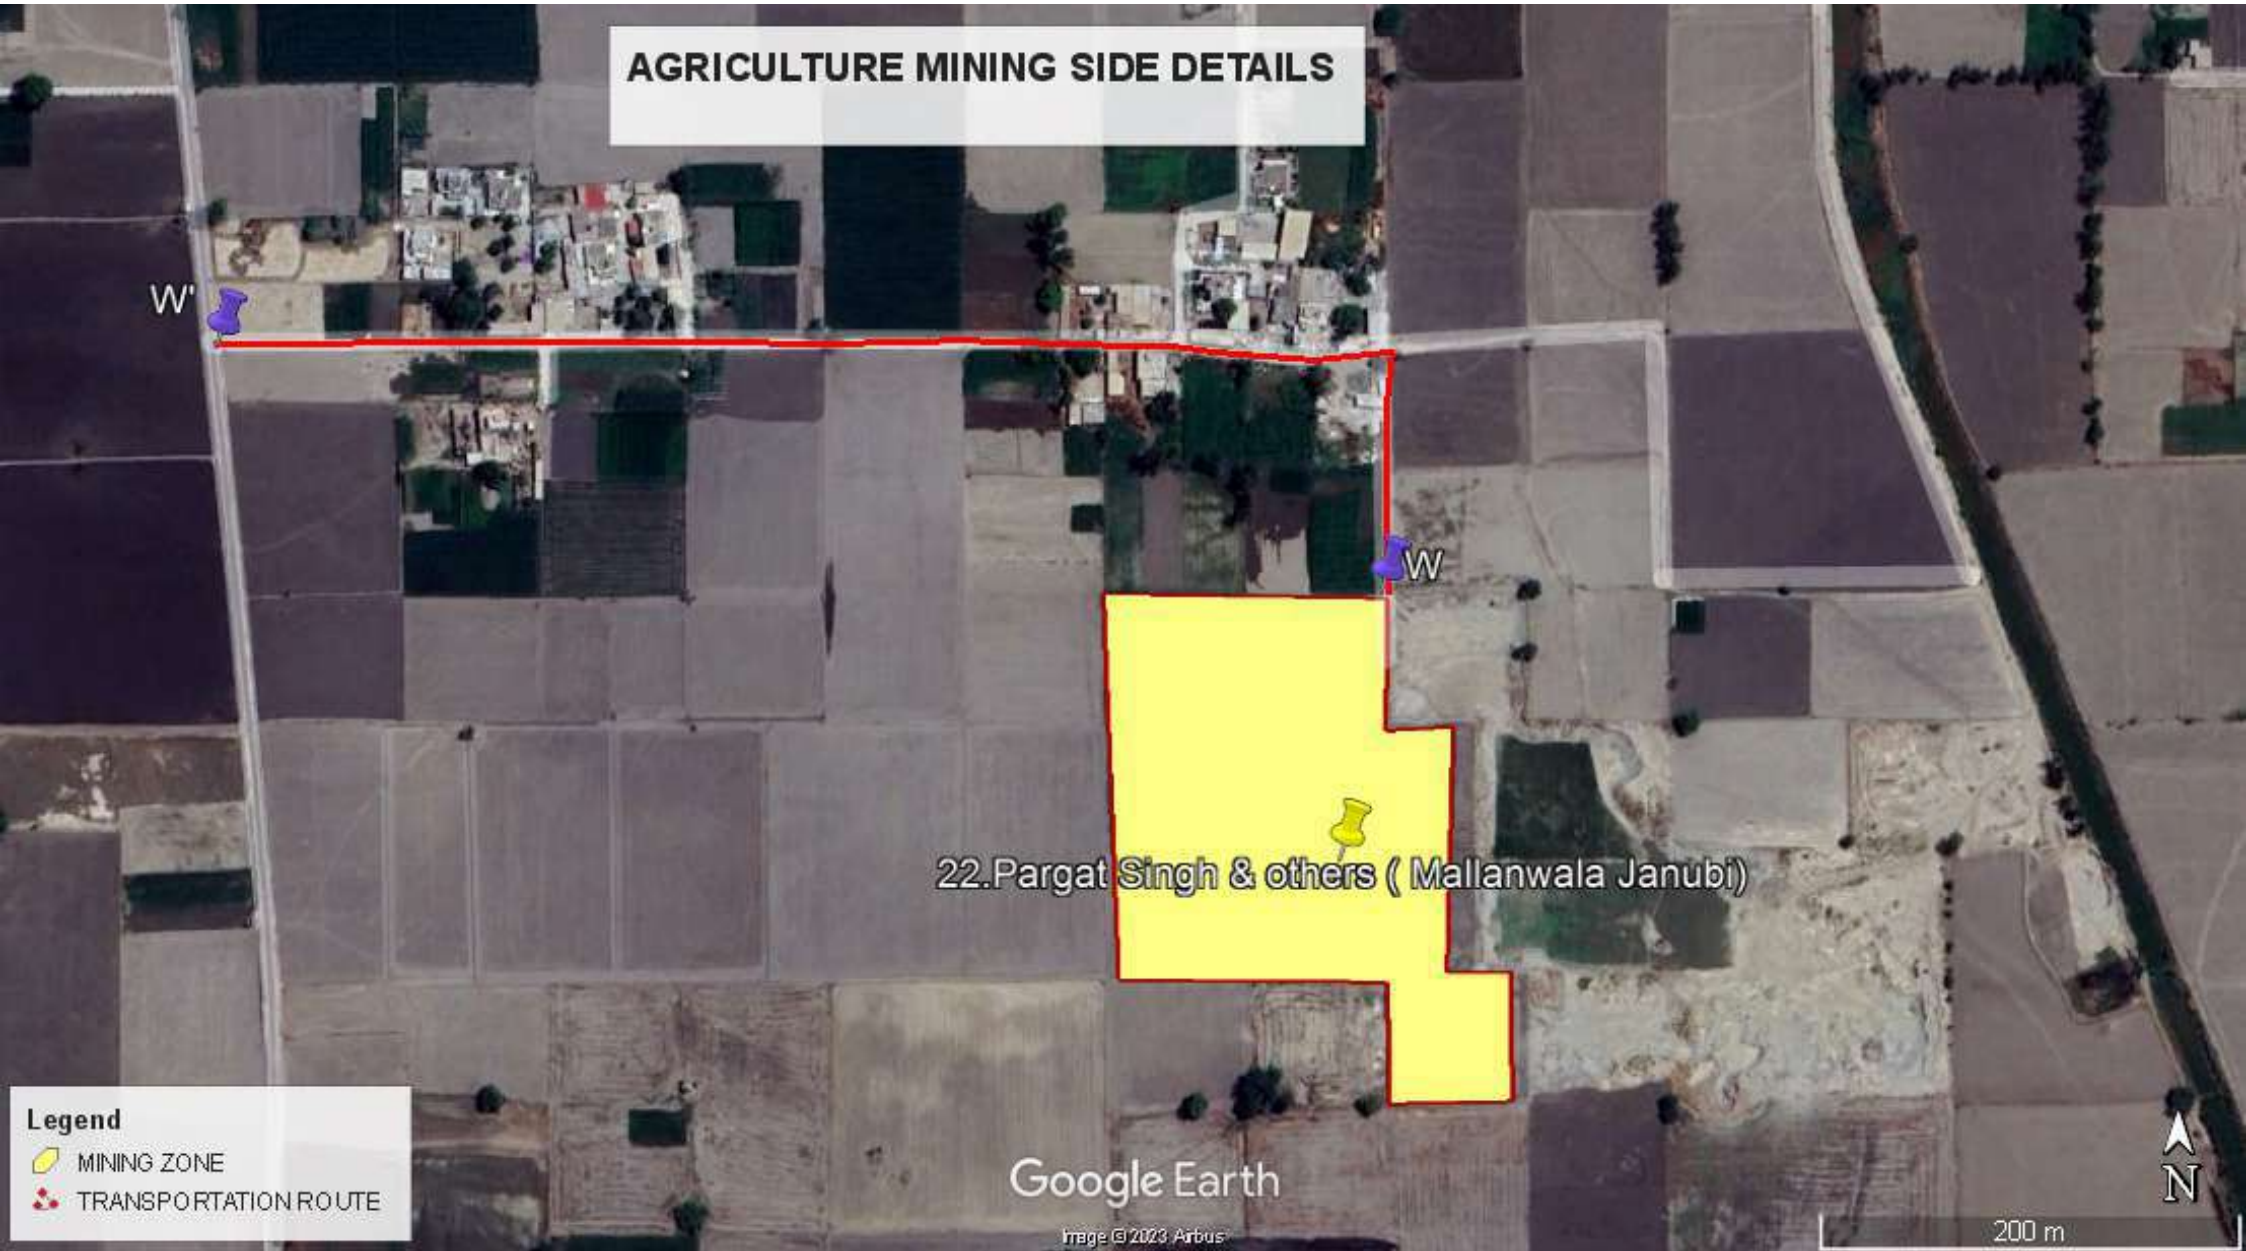 AGRICULTURE MINING SIDE DETAILS
W'
W
22.Pargat Singh & others ( Mallanwala Janubi)
Legend
MINING ZONE
TRANSPORTATION ROUTE
Google Earth
Image © 2023 Airbus
N
200 m